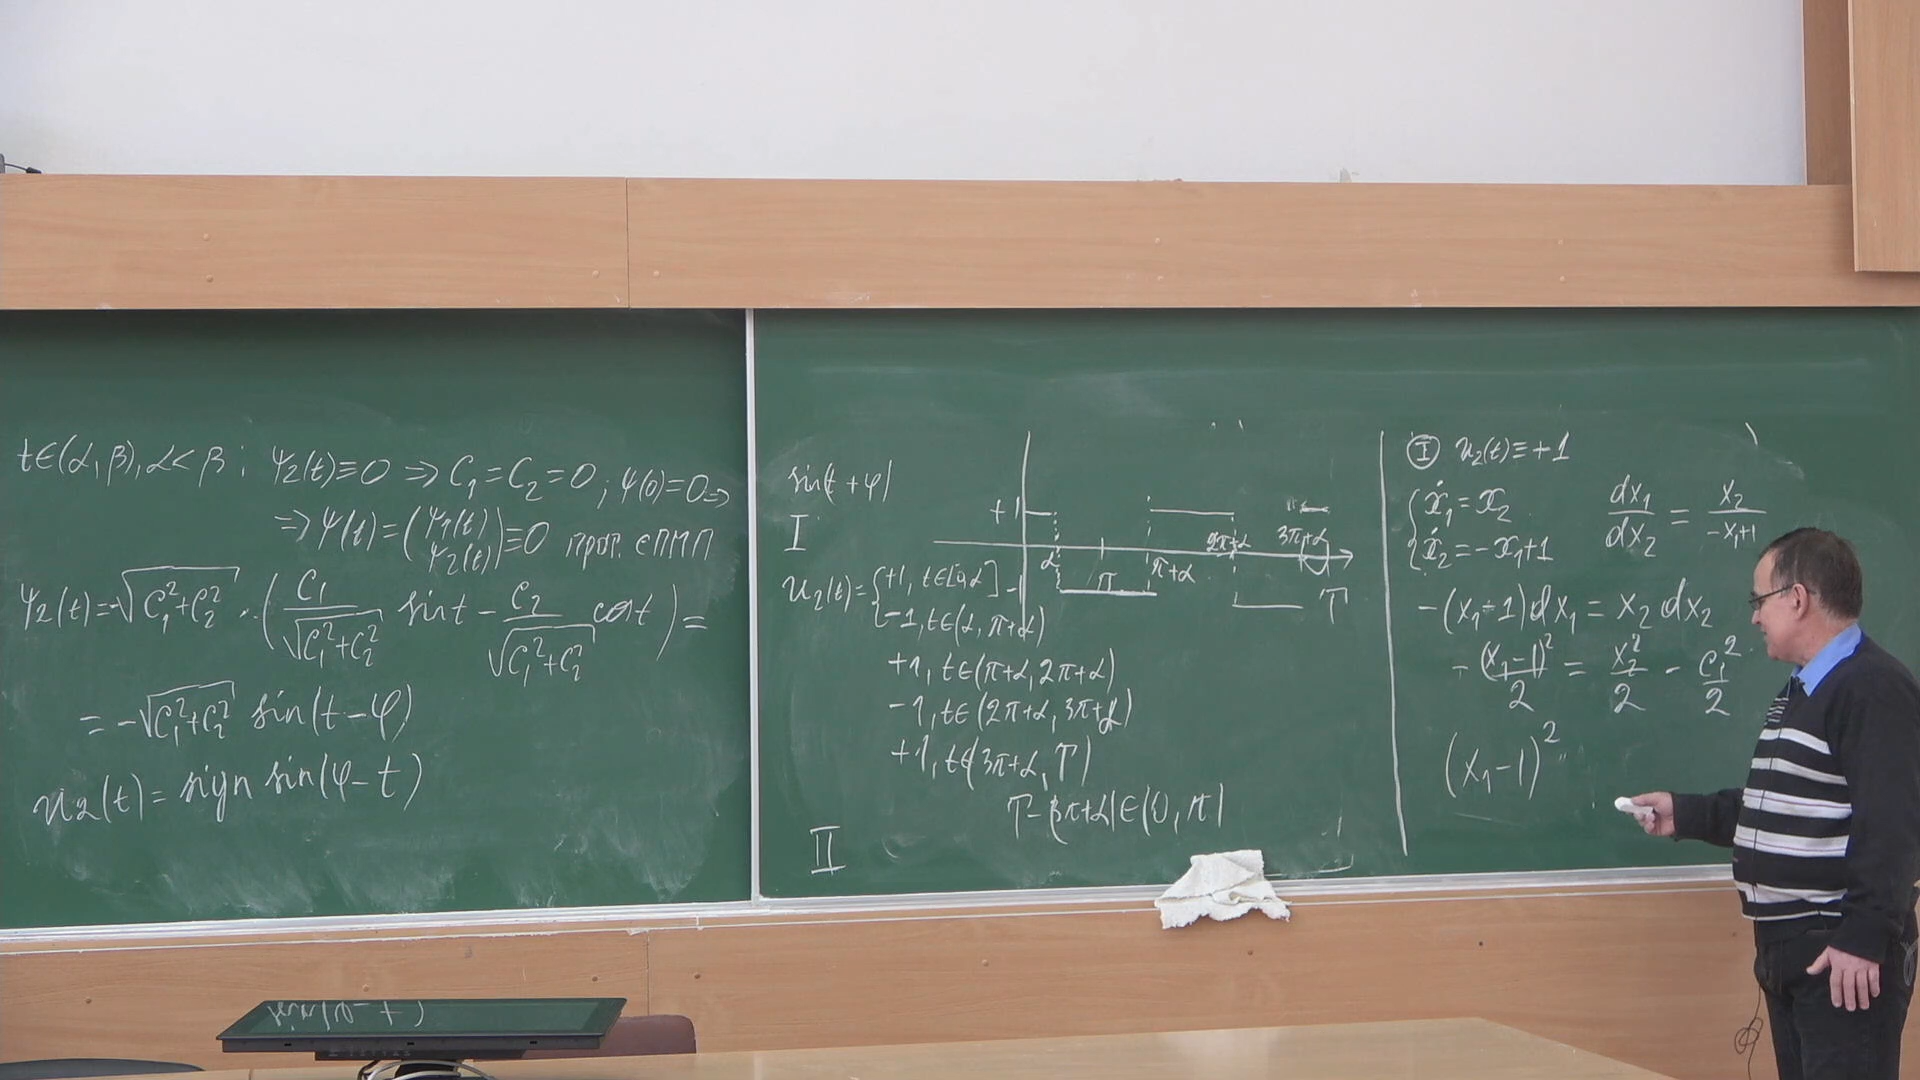 t∈(α,β), α<β; ψ₂(t)≡0 ⇒ C₁=C₂=0; ψ(0)=0⇒
⇒ψ(t)=(ψ₁(t) ψ₂(t))≡0 прот. с ПМП
ψ₂(t)=-√(C₁²+C₂²) · (C₁/√(C₁²+C₂²) sin t - C₂/√(C₁²+C₂²) cos t) =
= -√(C₁²+C₂²) sin(t-φ)
u₂(t) = sign sin(φ-t)
sin(t+φ)
I
+1
α
π
π+α
2π+α
3π+α
T
-1
u₂(t)={+1, t∈[0,α]
-1, t∈(α, π+α)
+1, t∈(π+α, 2π+α)
-1, t∈(2π+α, 3π+α)
+1, t∈(3π+α, T)
T-(3π+α)∈(0, π)
II
I u₂(t)≡+1
{ẋ₁=x₂
ẋ₂=-x₁+1
dx₁/dx₂ = x₂/(-x₁+1)
-(x₁-1)dx₁ = x₂dx₂
-(x₁-1)²/2 = x₂²/2 - C₁²/2
(x₁-1)²